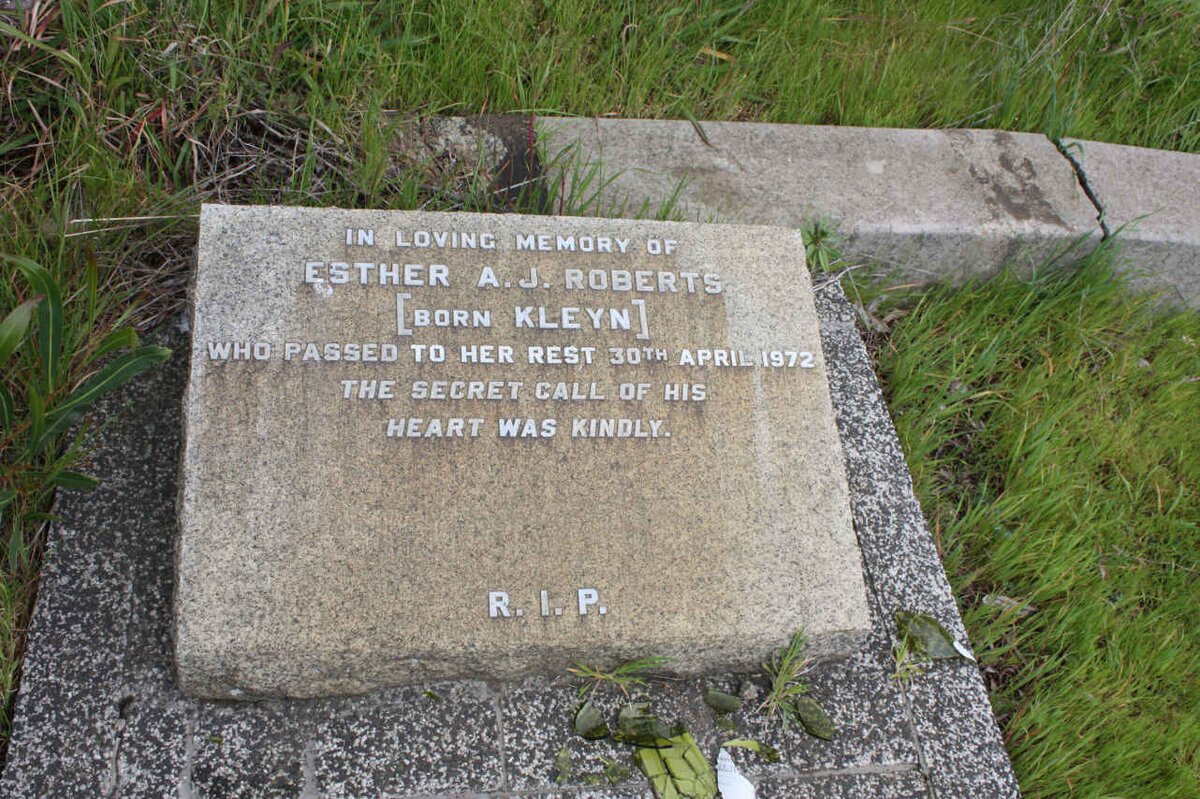 IN LOVING MEMORY OF
ESTHER A.J. ROBERTS
[BORN KLEYN]
WHO PASSED TO HER REST 30TH APRIL 1972
THE SECRET CALL OF HIS
HEART WAS KINDLY.
R. I. P.